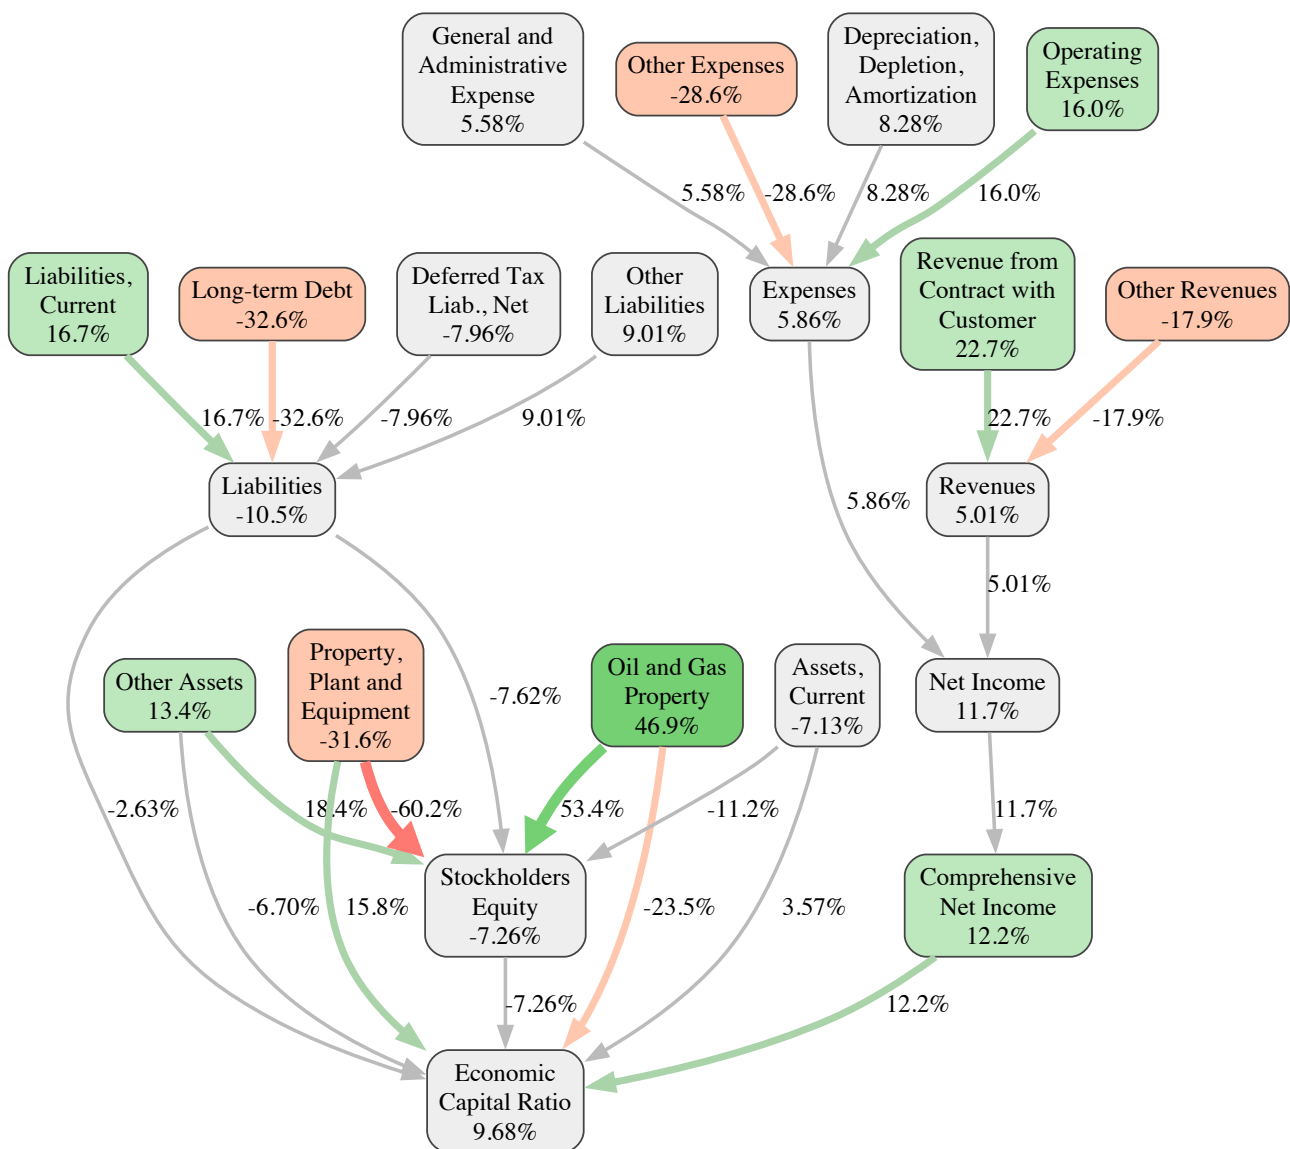 General and
Administrative
Expense
5.58%
Other Expenses
-28.6%
Depreciation,
Depletion,
Amortization
8.28%
Operating
Expenses
16.0%
5.58%
-28.6%
8.28%
16.0%
Liabilities,
Current
16.7%
Long-term Debt
-32.6%
Deferred Tax
Liab., Net
-7.96%
Other
Liabilities
9.01%
Expenses
5.86%
Revenue from
Contract with
Customer
22.7%
Other Revenues
-17.9%
16.7%
-32.6%
-7.96%
9.01%
22.7%
-17.9%
Liabilities
-10.5%
5.86%
Revenues
5.01%
5.01%
Other Assets
13.4%
Property,
Plant and
Equipment
-31.6%
-7.62%
Oil and Gas
Property
46.9%
Assets,
Current
-7.13%
Net Income
11.7%
-2.63%
18.4%
-60.2%
53.4%
-11.2%
11.7%
-6.70%
15.8%
Stockholders
Equity
-7.26%
-23.5%
3.57%
Comprehensive
Net Income
12.2%
-7.26%
12.2%
Economic
Capital Ratio
9.68%